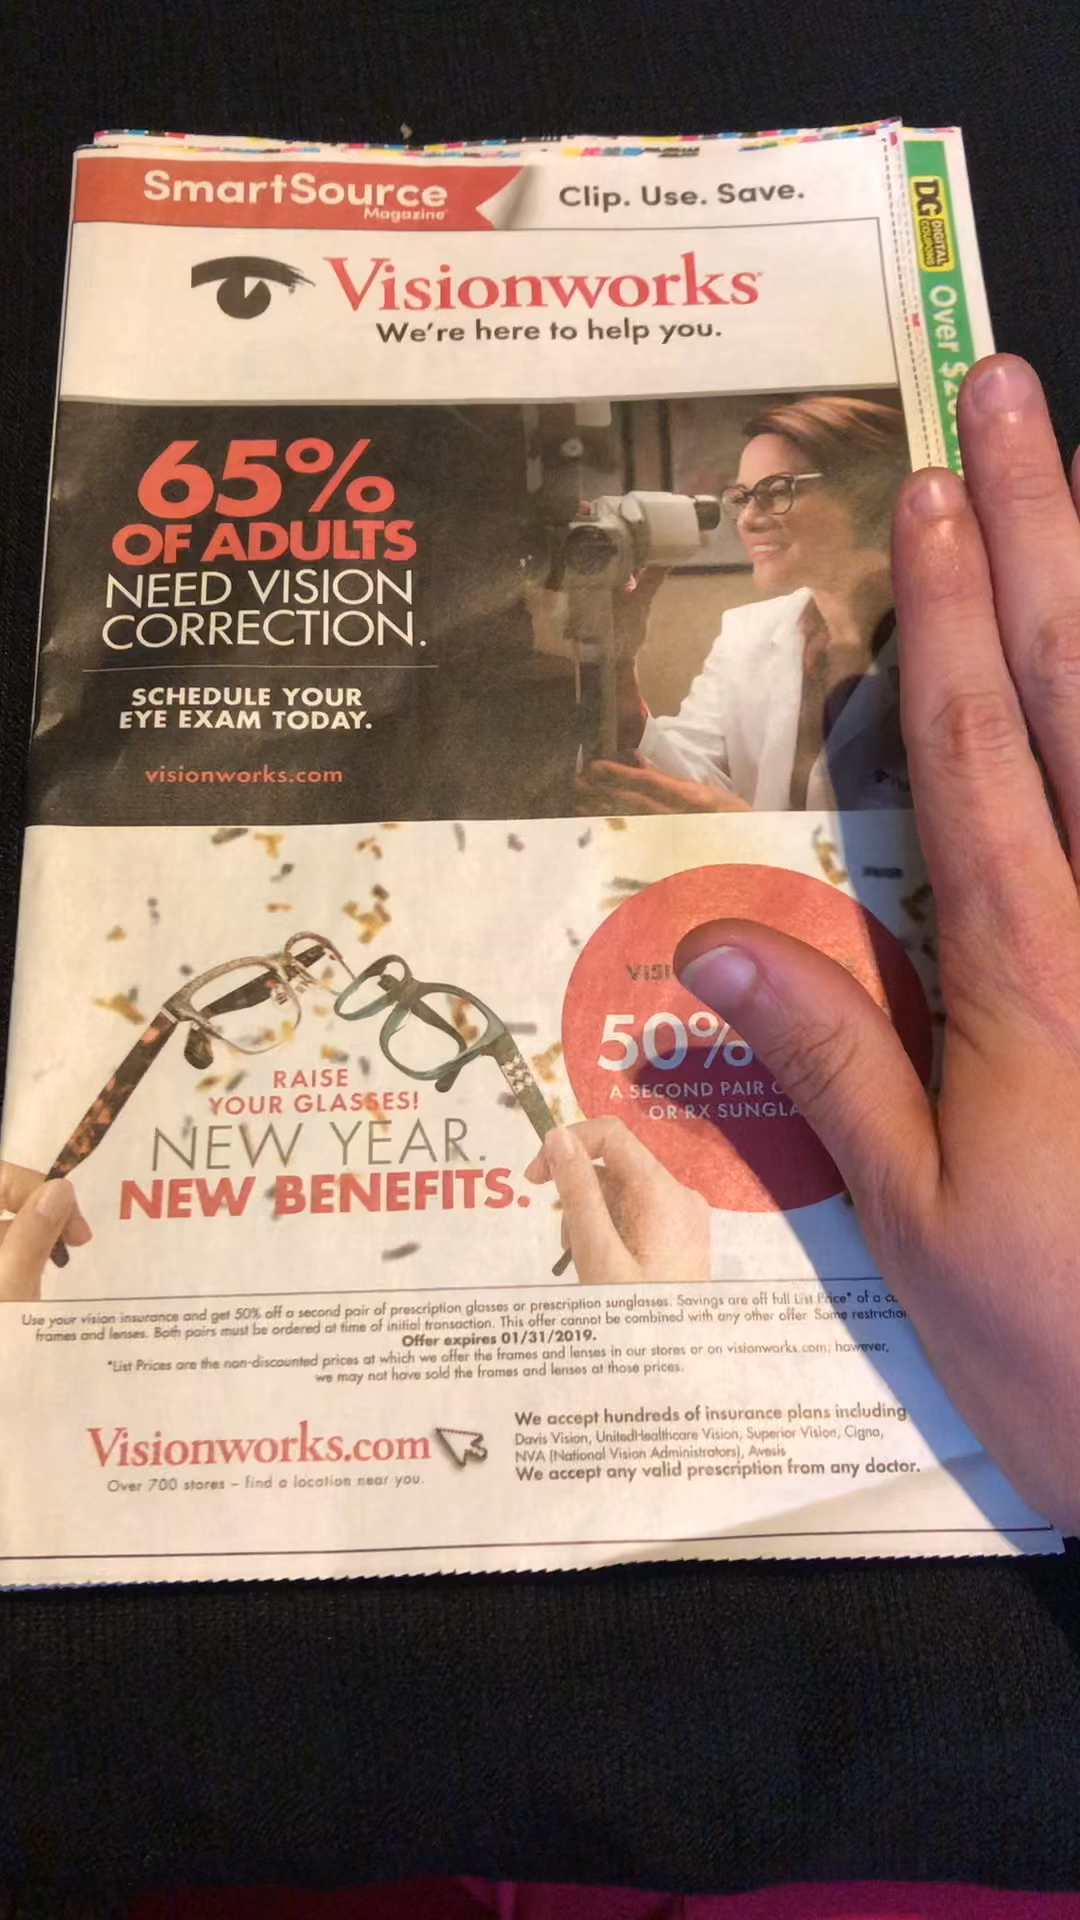 SmartSource
Magazine
Clip. Use. Save.
DG DIGITAL COUPONS
Over
Visionworks
We're here to help you.
65%
OF ADULTS
NEED VISION
CORRECTION.
SCHEDULE YOUR
EYE EXAM TODAY.
visionworks.com
50%
A SECOND PAIR
OR RX
RAISE
YOUR GLASSES!
NEW YEAR.
NEW BENEFITS.
Use your vision insurance and get 50% off a second pair of prescription glasses or prescription sunglasses. Savings are off full List Price* of a
frames and lenses. Both pairs must be ordered at time of initial transaction. This offer cannot be combined with any other offer. Some
Offer expires 01/31/2019.
*List Prices are the non-discounted prices at which we offer the frames and lenses in our stores or on visionworks.com; however,
we may not have sold the frames and lenses at those prices.
Visionworks.com
Over 700 stores – find a location near you.
We accept hundreds of insurance plans including
Davis Vision, UnitedHealthcare Vision, Superior Vision, Cigna,
NVA (National Vision Administrators), Avesis
We accept any valid prescription from any doctor.